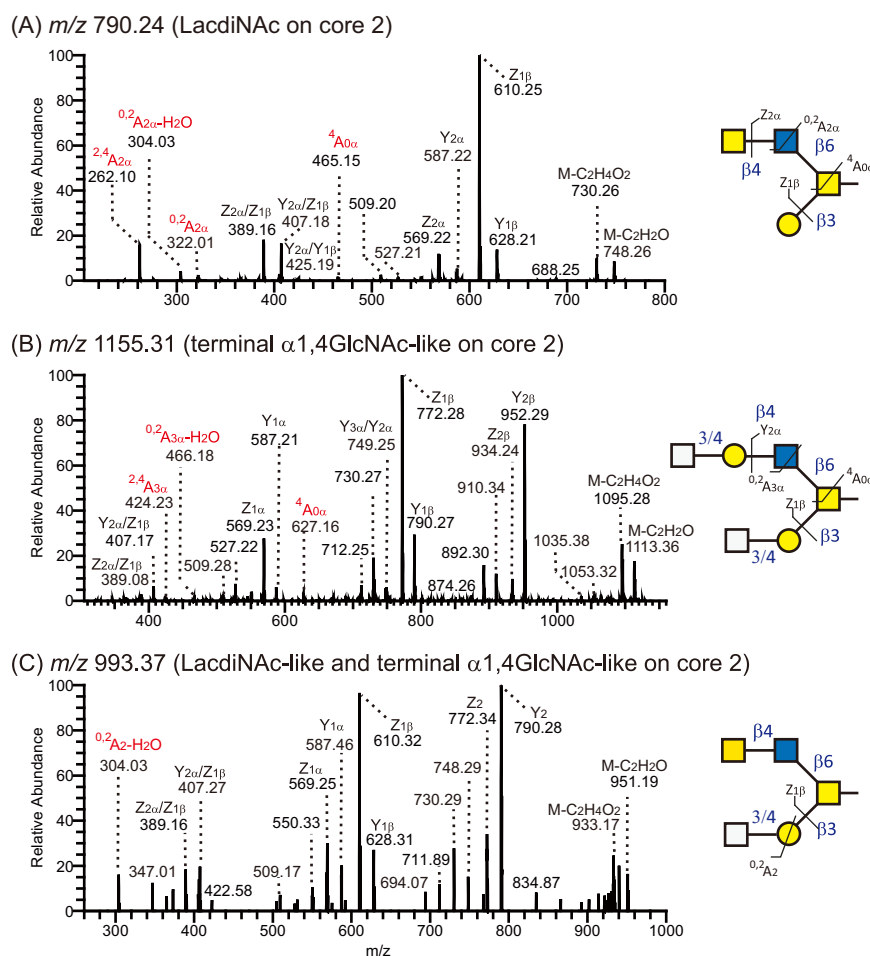 (A) m/z 790.24 (LacdiNAc on core 2)
Relative Abundance
100
80
60
40
20
0
300
400
500
600
700
800
2,4A2α
262.10
0,2A2α-H2O
304.03
0,2A2α
322.01
Z2α/Z1β
389.16
Y2α/Z1β
407.18
Y2α/Y1β
425.19
4A0α
465.15
509.20
527.21
Z2α
569.22
Y2α
587.22
Z1β
610.25
Y1β
628.21
688.25
M-C2H4O2
730.26
M-C2H2O
748.26
Z2α
0,2A2α
β4
β6
4A0α
Z1β
β3
(B) m/z 1155.31 (terminal α1,4GlcNAc-like on core 2)
Relative Abundance
100
80
60
40
20
0
400
600
800
1000
Z2α/Z1β
389.08
Y2α/Z1β
407.17
2,4A3α
424.23
0,2A3α-H2O
466.18
509.28
527.22
Z1α
569.23
Y1α
587.21
4A0α
627.16
712.25
730.27
Y3α/Y2α
749.25
Z1β
772.28
Y1β
790.27
874.26
892.30
910.34
Z2β
934.24
Y2β
952.29
1035.38
1053.32
M-C2H4O2
1095.28
M-C2H2O
1113.36
3/4
β4
Y2α
0,2A3α
β6
4A0α
Z1β
β3
3/4
(C) m/z 993.37 (LacdiNAc-like and terminal α1,4GlcNAc-like on core 2)
Relative Abundance
100
80
60
40
20
0
300
400
500
600
700
800
900
1000
m/z
0,2A2-H2O
304.03
347.01
Z2α/Z1β
389.16
Y2α/Z1β
407.27
422.58
509.17
550.33
Z1α
569.25
Y1α
587.46
Z1β
610.32
Y1β
628.31
694.07
711.89
730.29
748.29
Z2
772.34
Y2
790.28
834.87
M-C2H4O2
933.17
M-C2H2O
951.19
β4
β6
Z1β
β3
3/4
0,2A2